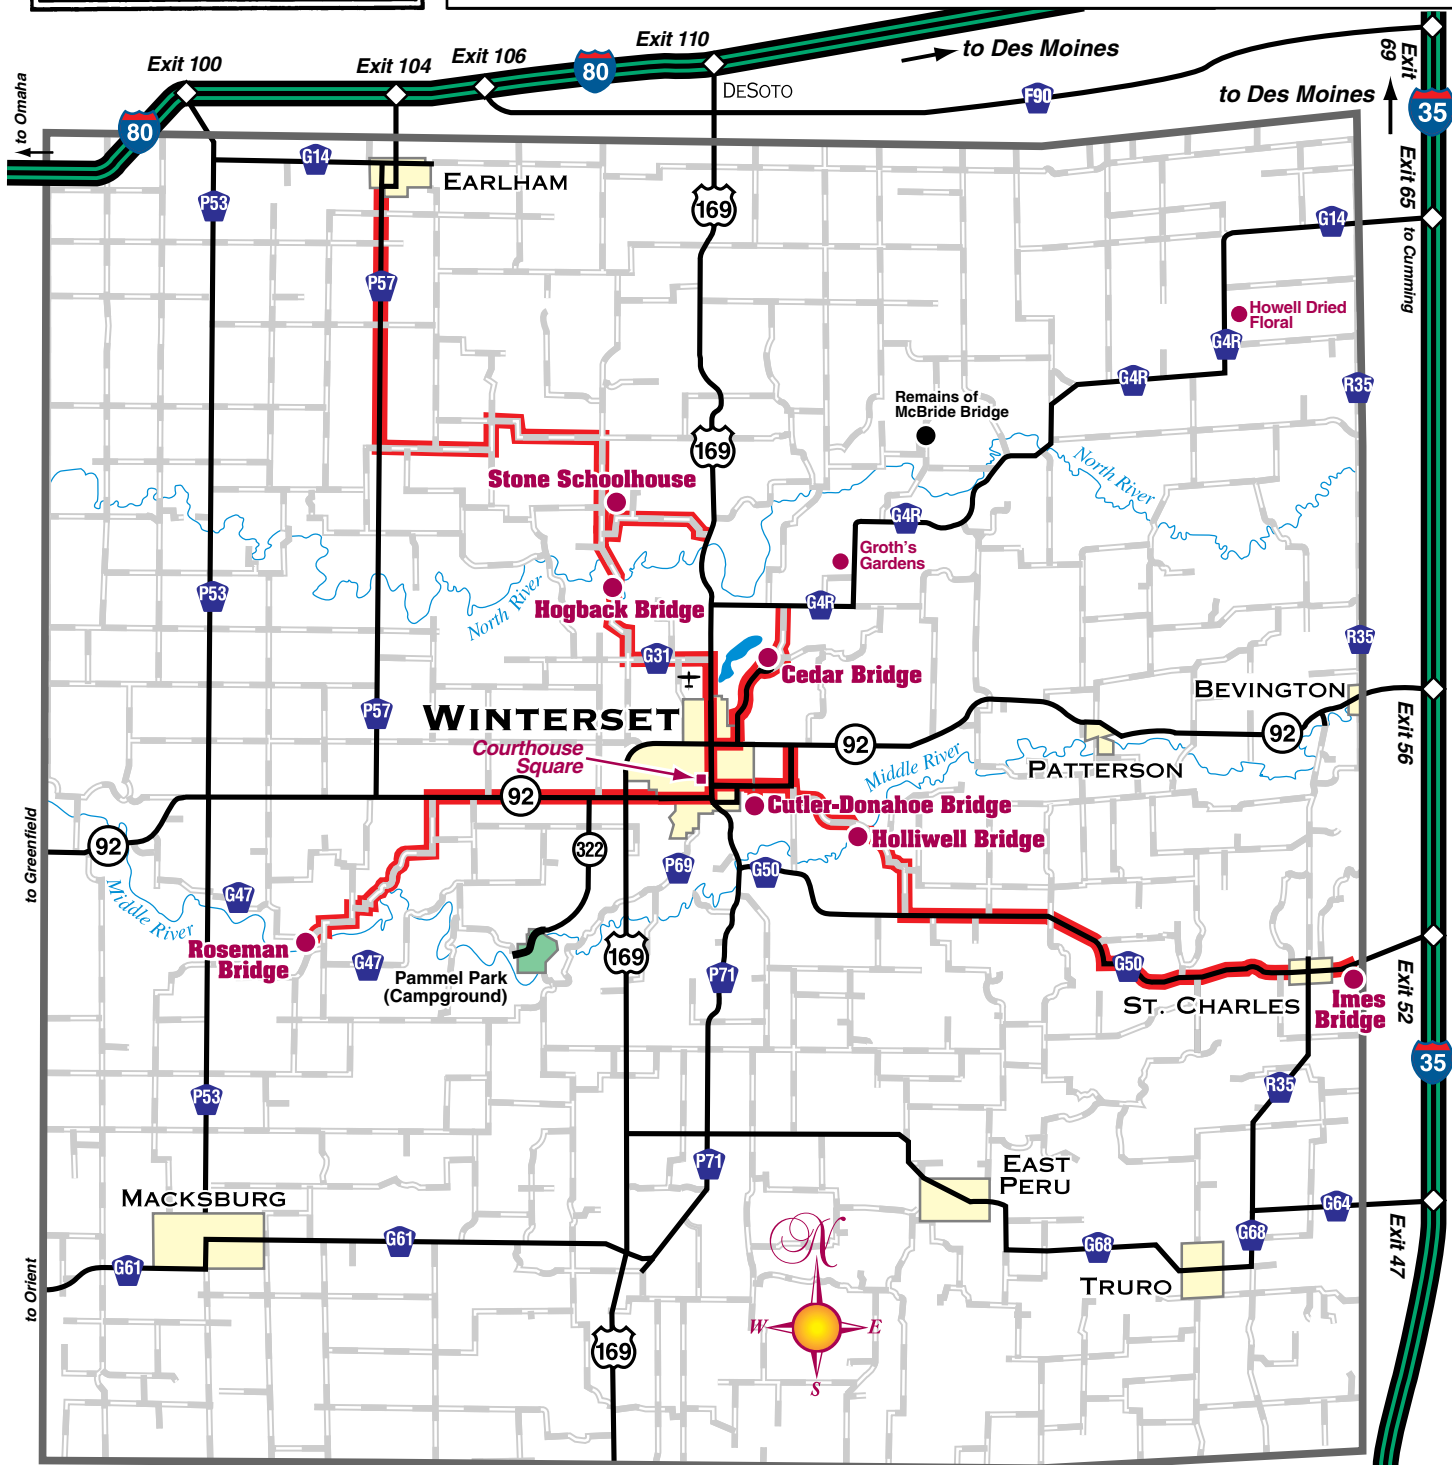 Exit 100
Exit 104
Exit 106
Exit 110
80
to Des Moines
Exit
69
to Omaha
DESOTO
F90
to Des Moines
35
80
G14
EARLHAM
Exit 65
P53
169
G14
to Cumming
P57
Howell Dried
Floral
G4R
G4R
R35
Remains of
McBride Bridge
169
North River
Stone Schoolhouse
G4R
Groth's
Gardens
P53
North River
Hogback Bridge
G4R
R35
G31
Cedar Bridge
BEVINGTON
P57
WINTERSET
92
92
Exit 56
Courthouse
Square
Middle River
PATTERSON
92
Cutler-Donahoe Bridge
to Greenfield
92
322
Holliwell Bridge
P69
G50
G47
Middle River
Roseman
Bridge
G47
169
Pammel Park
(Campground)
P71
G50
ST. CHARLES
Imes
Bridge
Exit 52
35
P53
R35
P71
EAST
PERU
MACKSBURG
G64
G61
G61
N
G68
G68
Exit 47
to Orient
TRURO
W
E
169
S